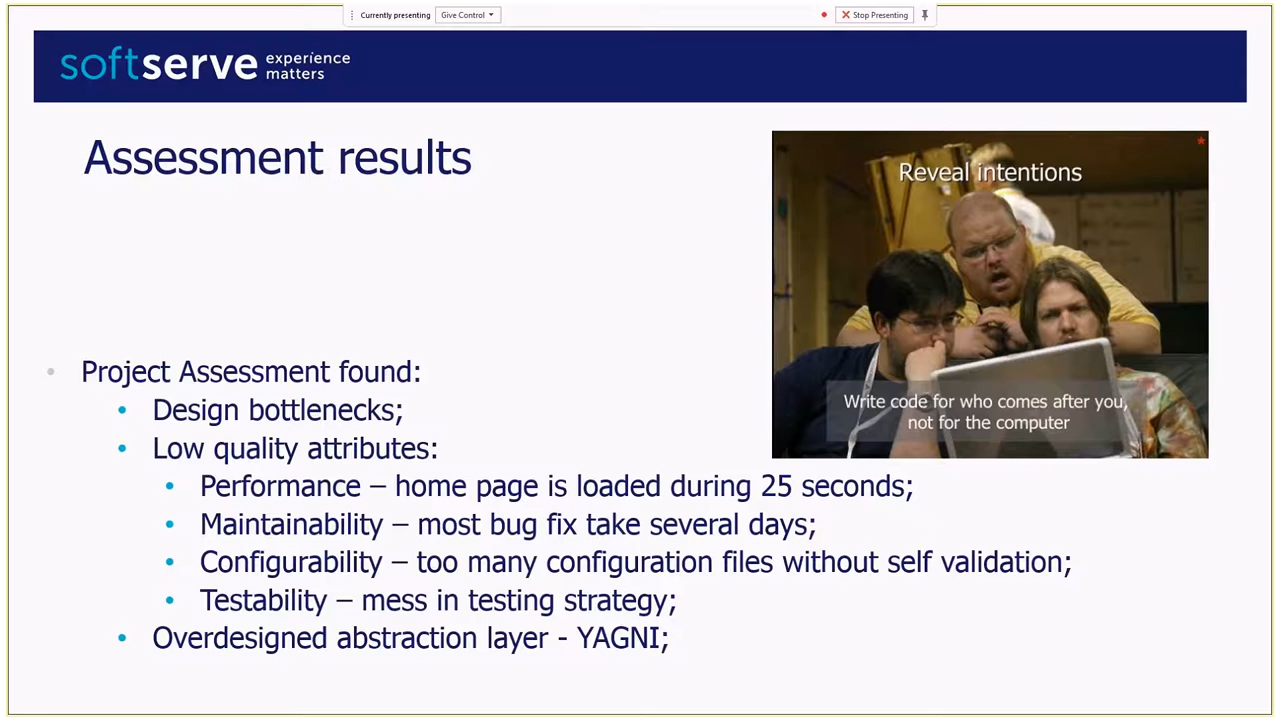 Currently presenting
Give Control
Stop Presenting
softserve
experience
matters
Assessment results
Reveal intentions
Write code for who comes after you,
not for the computer
Project Assessment found:
Design bottlenecks;
Low quality attributes:
Performance – home page is loaded during 25 seconds;
Maintainability – most bug fix take several days;
Configurability – too many configuration files without self validation;
Testability – mess in testing strategy;
Overdesigned abstraction layer - YAGNI;